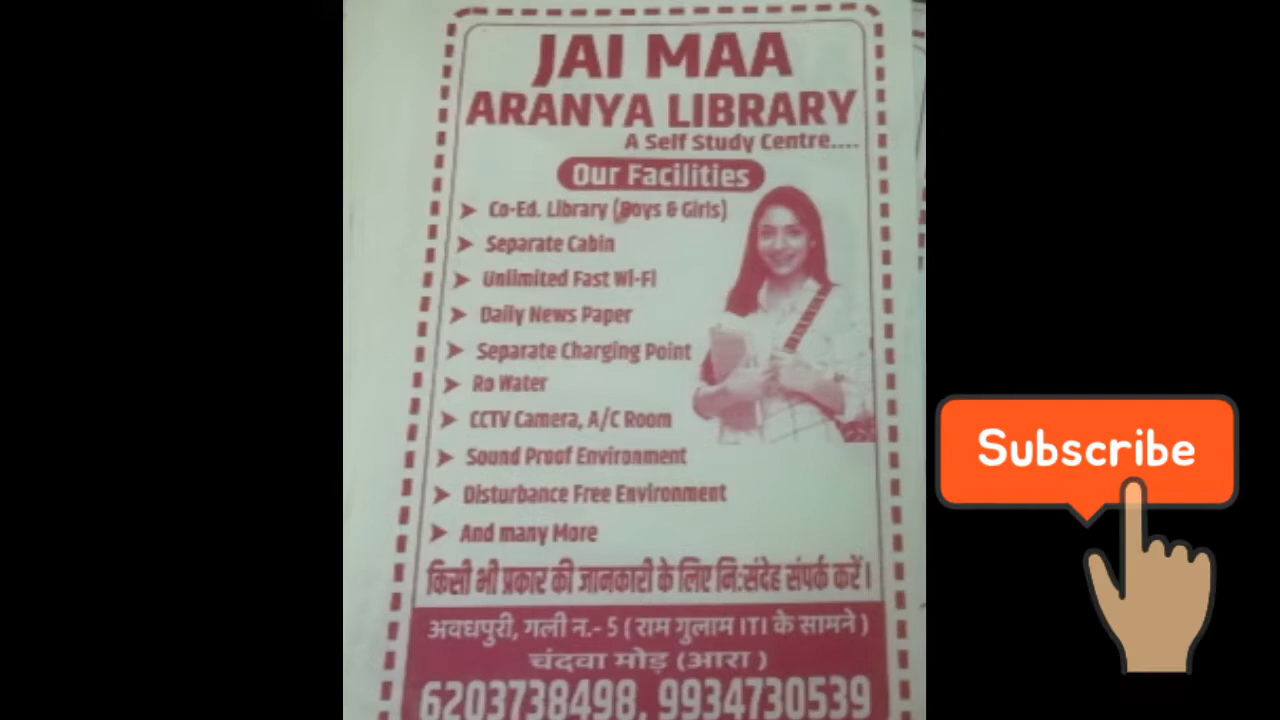 JAI MAA
ARANYA LIBRARY
A Self Study Centre....
Our Facilities
➤ Co-Ed. Library (Boys & Girls)
➤ Separate Cabin
➤ Unlimited Fast Wi-Fi
➤ Daily News Paper
➤ Separate Charging Point
➤ Ro Water
➤ CCTV Camera, A/C Room
➤ Sound Proof Environment
➤ Disturbance Free Environment
➤ And many More
किसी भी प्रकार की जानकारी के लिए नि:संदेह संपर्क करें।
अवधपुरी, गली न.- 5 ( राम गुलाम ITI के सामने )
चंदवा मोड़ (आरा )
6203738498, 9934730539
Subscribe